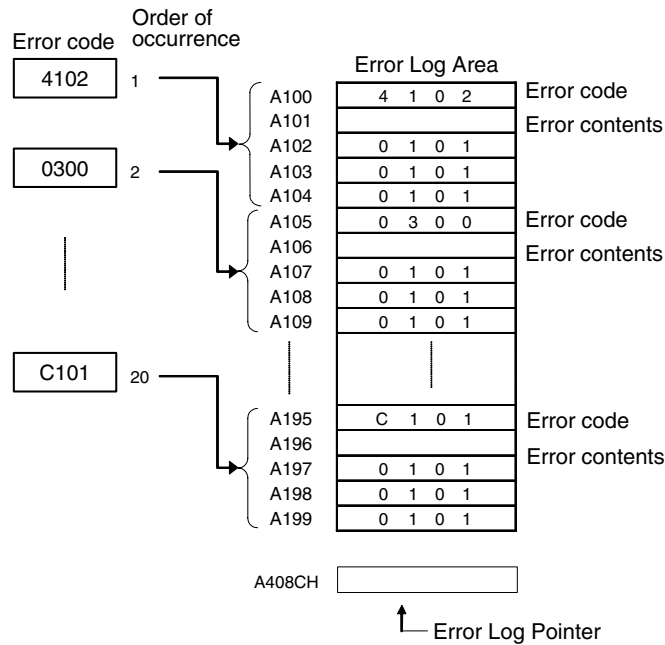 Order of
occurrence
Error code
Error Log Area
4102 1
A100 4 1 0 2 Error code
A101 Error contents
A102 0 1 0 1
0300 2
A103 0 1 0 1
A104 0 1 0 1
A105 0 3 0 0 Error code
A106 Error contents
A107 0 1 0 1
A108 0 1 0 1
A109 0 1 0 1
C101 20
A195 C 1 0 1 Error code
A196 Error contents
A197 0 1 0 1
A198 0 1 0 1
A199 0 1 0 1
A408CH
Error Log Pointer